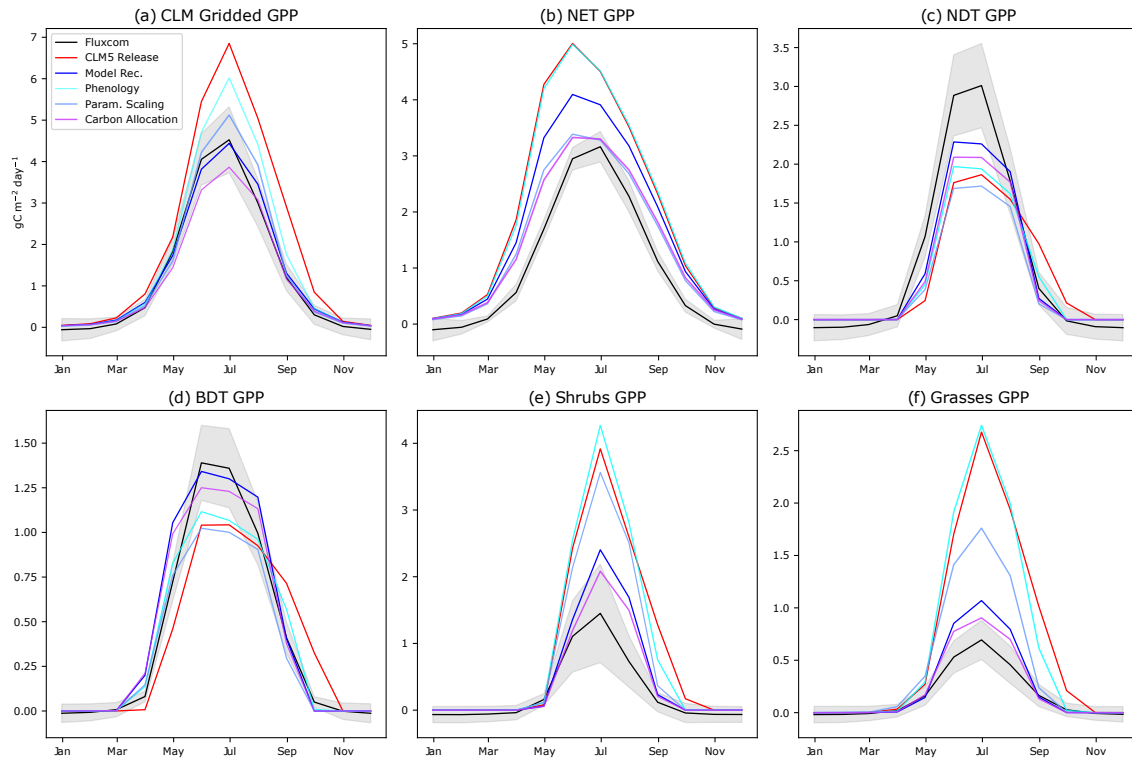 (a) CLM Gridded GPP
(b) NET GPP
(c) NDT GPP
gC m⁻² day⁻¹
7
6
5
4
3
2
1
0
Fluxcom
CLM5 Release
Model Rec.
Phenology
Param. Scaling
Carbon Allocation
Jan Mar May Jul Sep Nov
5
4
3
2
1
0
Jan Mar May Jul Sep Nov
3.5
3.0
2.5
2.0
1.5
1.0
0.5
0.0
Jan Mar May Jul Sep Nov
(d) BDT GPP
(e) Shrubs GPP
(f) Grasses GPP
1.50
1.25
1.00
0.75
0.50
0.25
0.00
Jan Mar May Jul Sep Nov
4
3
2
1
0
Jan Mar May Jul Sep Nov
2.5
2.0
1.5
1.0
0.5
0.0
Jan Mar May Jul Sep Nov